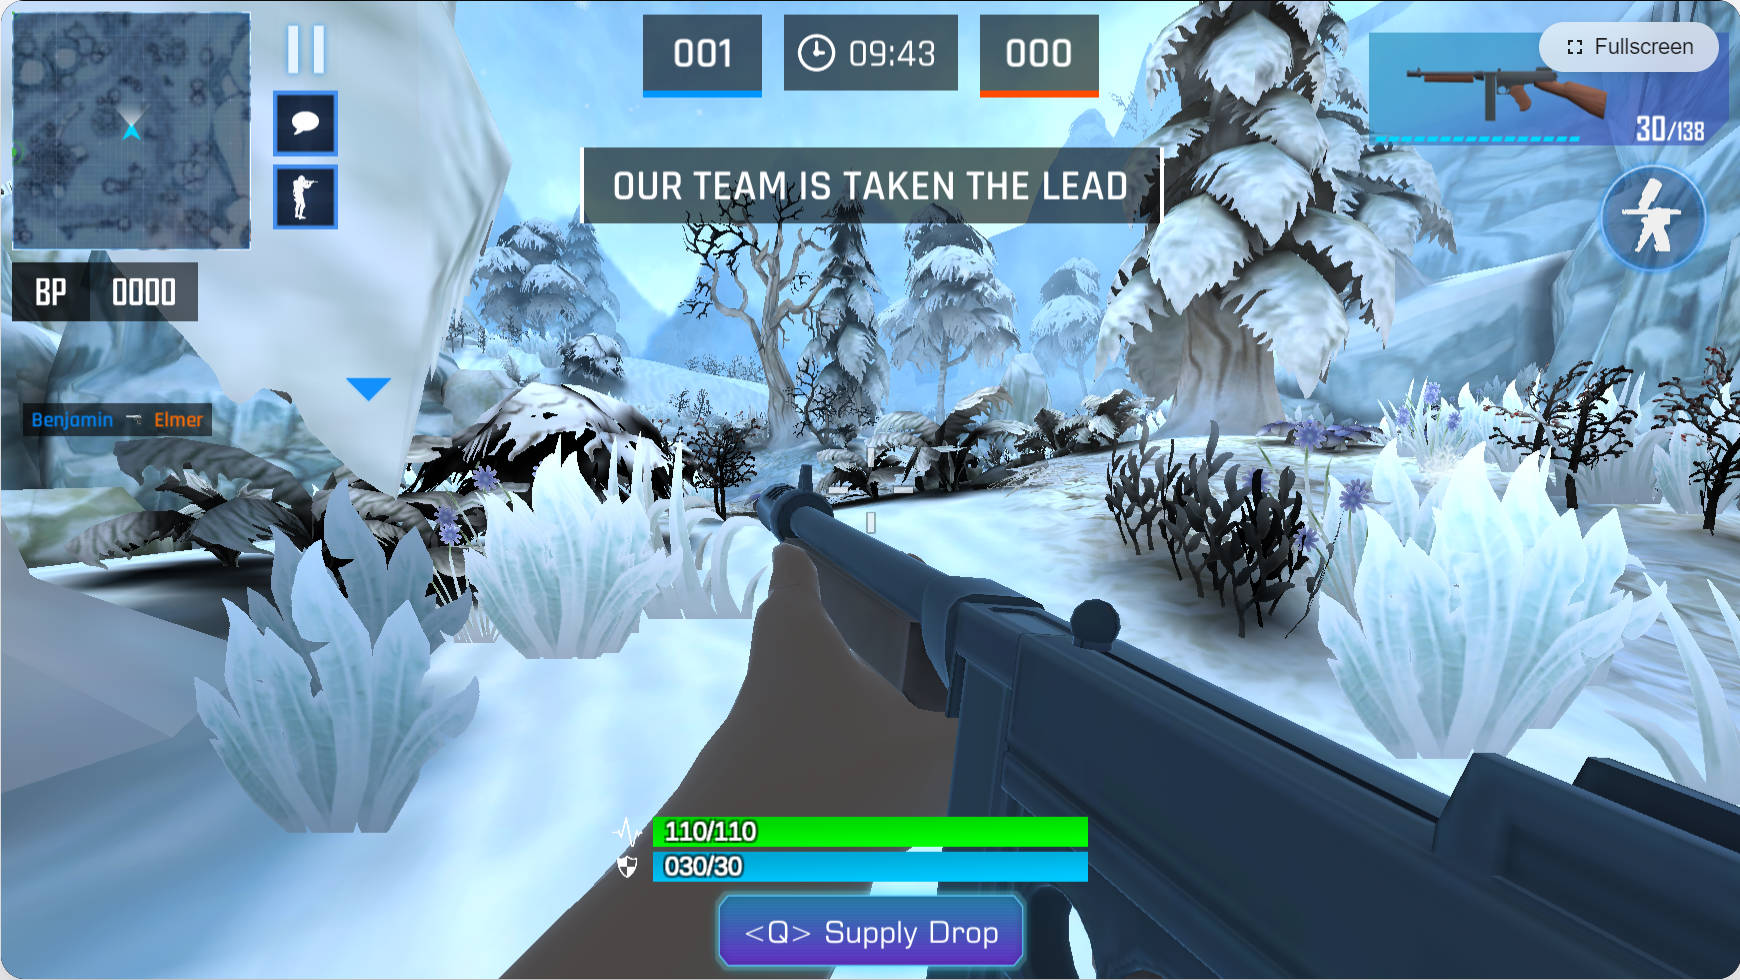 001
09:43
000
Fullscreen
30/138
OUR TEAM IS TAKEN THE LEAD
BP 0000
Benjamin Elmer
110/110
030/30
<Q> Supply Drop